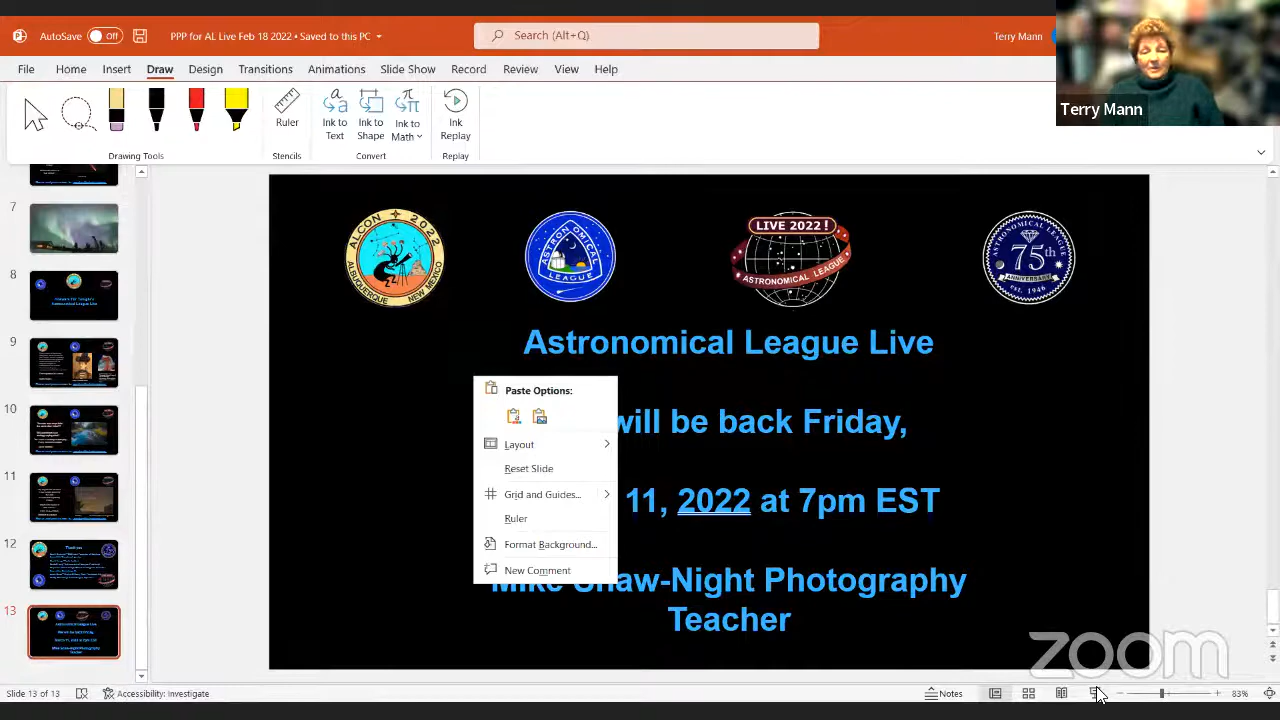 AutoSave Off PPP for AL Live Feb 18 2022 • Saved to this PC Search (Alt+Q) Terry Mann
File Home Insert Draw Design Transitions Animations Slide Show Record Review View Help
Terry Mann
Ruler
Ink to Text
Ink to Shape
Ink to Math
Ink Replay
Drawing Tools Stencils Convert Replay
7
8
9
10
11
12
13
ALCON 2022
ALBUQUERQUE NEW MEXICO
ASTRONOMICAL LEAGUE
LIVE 2022!
ASTRONOMICAL LEAGUE
ASTRONOMICAL LEAGUE
75th
ANNIVERSARY
EST. 1946
Astronomical League Live
will be back Friday,
11, 2022 at 7pm EST
Mike Shaw-Night Photography
Teacher
Paste Options:
Layout
Reset Slide
Grid and Guides...
Ruler
Format Background...
New Comment
zoom
Slide 13 of 13 Accessibility: Investigate Notes 83%